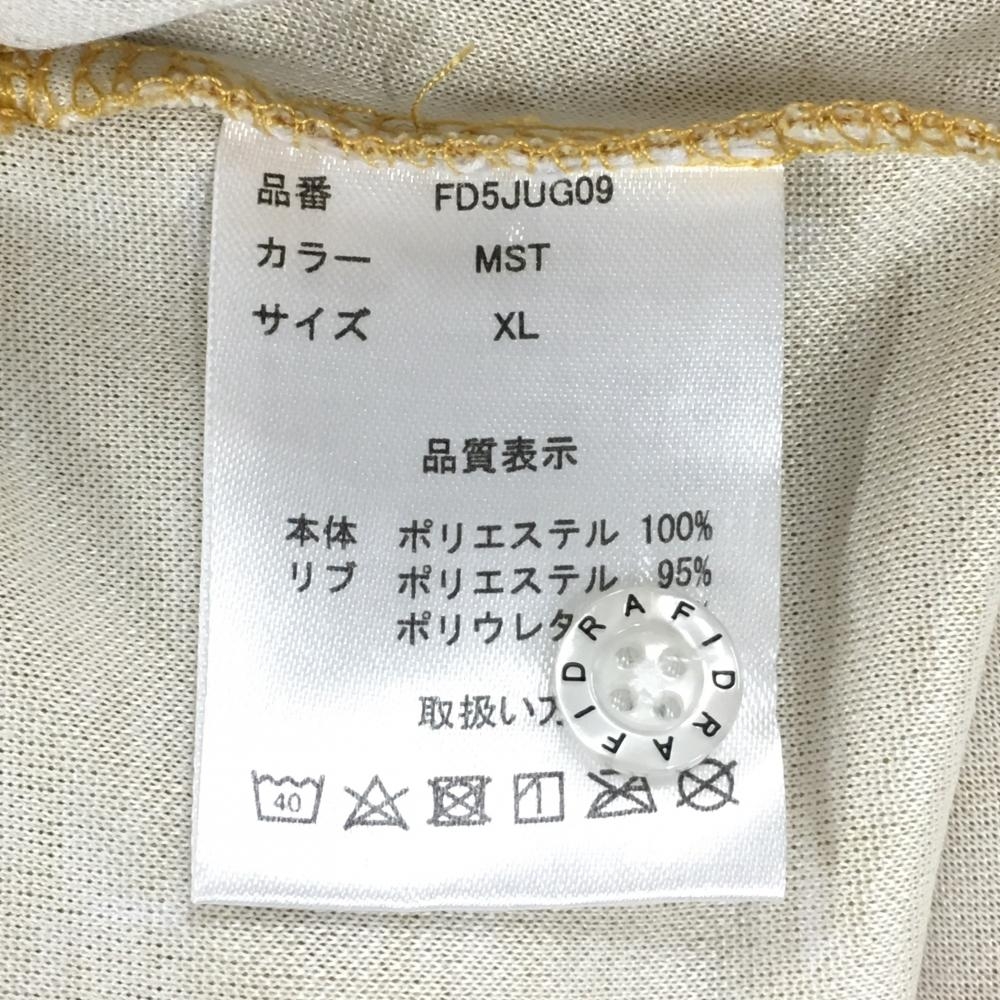 品番 FD5JUG09
カラー MST
サイズ XL
品質表示
本体 ポリエステル 100%
リブ ポリエステル 95%
ポリウレタ
取扱い
40
FIDRAFIDRA